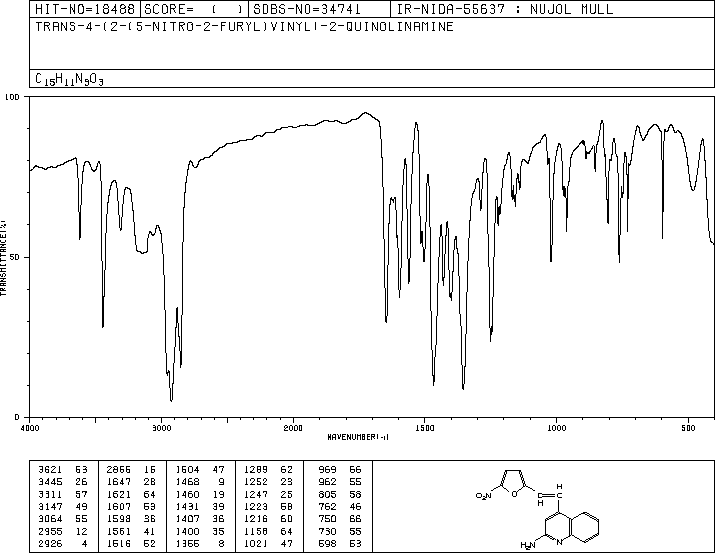 HIT-NO=18488 SCORE= ( ) SDBS-NO=34741 IR-NIDA-55637 : NUJOL MULL
TRANS-4-(2-(5-NITRO-2-FURYL)VINYL)-2-QUINOLINAMINE
C15H11N3O3
100
50
0
TRANSMITTANCE(%)
4000 3000 2000 1500 1000 500
WAVENUMBER(-1)
3621 53 2866 15 1604 47 1289 62 969 66
3445 26 1647 28 1468 9 1252 23 962 55
3311 57 1621 64 1460 19 1247 25 805 58
3147 49 1607 59 1431 39 1223 58 762 46
3064 55 1598 36 1407 36 1216 60 750 66
2955 12 1561 41 1400 35 1158 64 730 55
2926 4 1516 52 1355 8 1021 47 598 53
O2N O H
H
H2N N